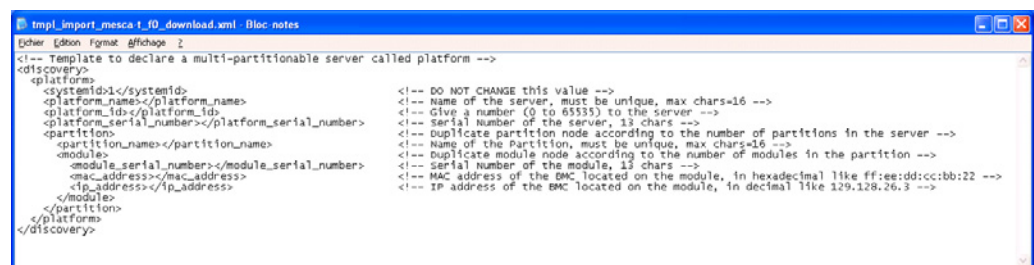 tmpl_import_mesca-t_f0_download.xml - Bloc-notes
Fichier Edition Format Affichage ?
<!-- Template to declare a multi-partitionable server called platform -->
<discovery>
<platform>
<systemid>1</systemid> <!-- DO NOT CHANGE this value -->
<platform_name></platform_name> <!-- Name of the server, must be unique, max chars=16 -->
<platform_id></platform_id> <!-- Give a number (0 to 65535) to the server -->
<platform_serial_number></platform_serial_number> <!-- Serial Number of the server, 13 chars -->
<partition> <!-- Duplicate partition node according to the number of partitions in the server -->
<partition_name></partition_name> <!-- Name of the Partition, must be unique, max chars=16 -->
<module> <!-- Duplicate module node according to the number of modules in the partition -->
<module_serial_number></module_serial_number> <!-- Serial Number of the module, 13 chars -->
<mac_address></mac_address> <!-- MAC address of the BMC located on the module, in hexadecimal like ff:ee:dd:cc:bb:22 -->
<ip_address></ip_address> <!-- IP address of the BMC located on the module, in decimal like 129.128.26.3 -->
</module>
</partition>
</platform>
</discovery>